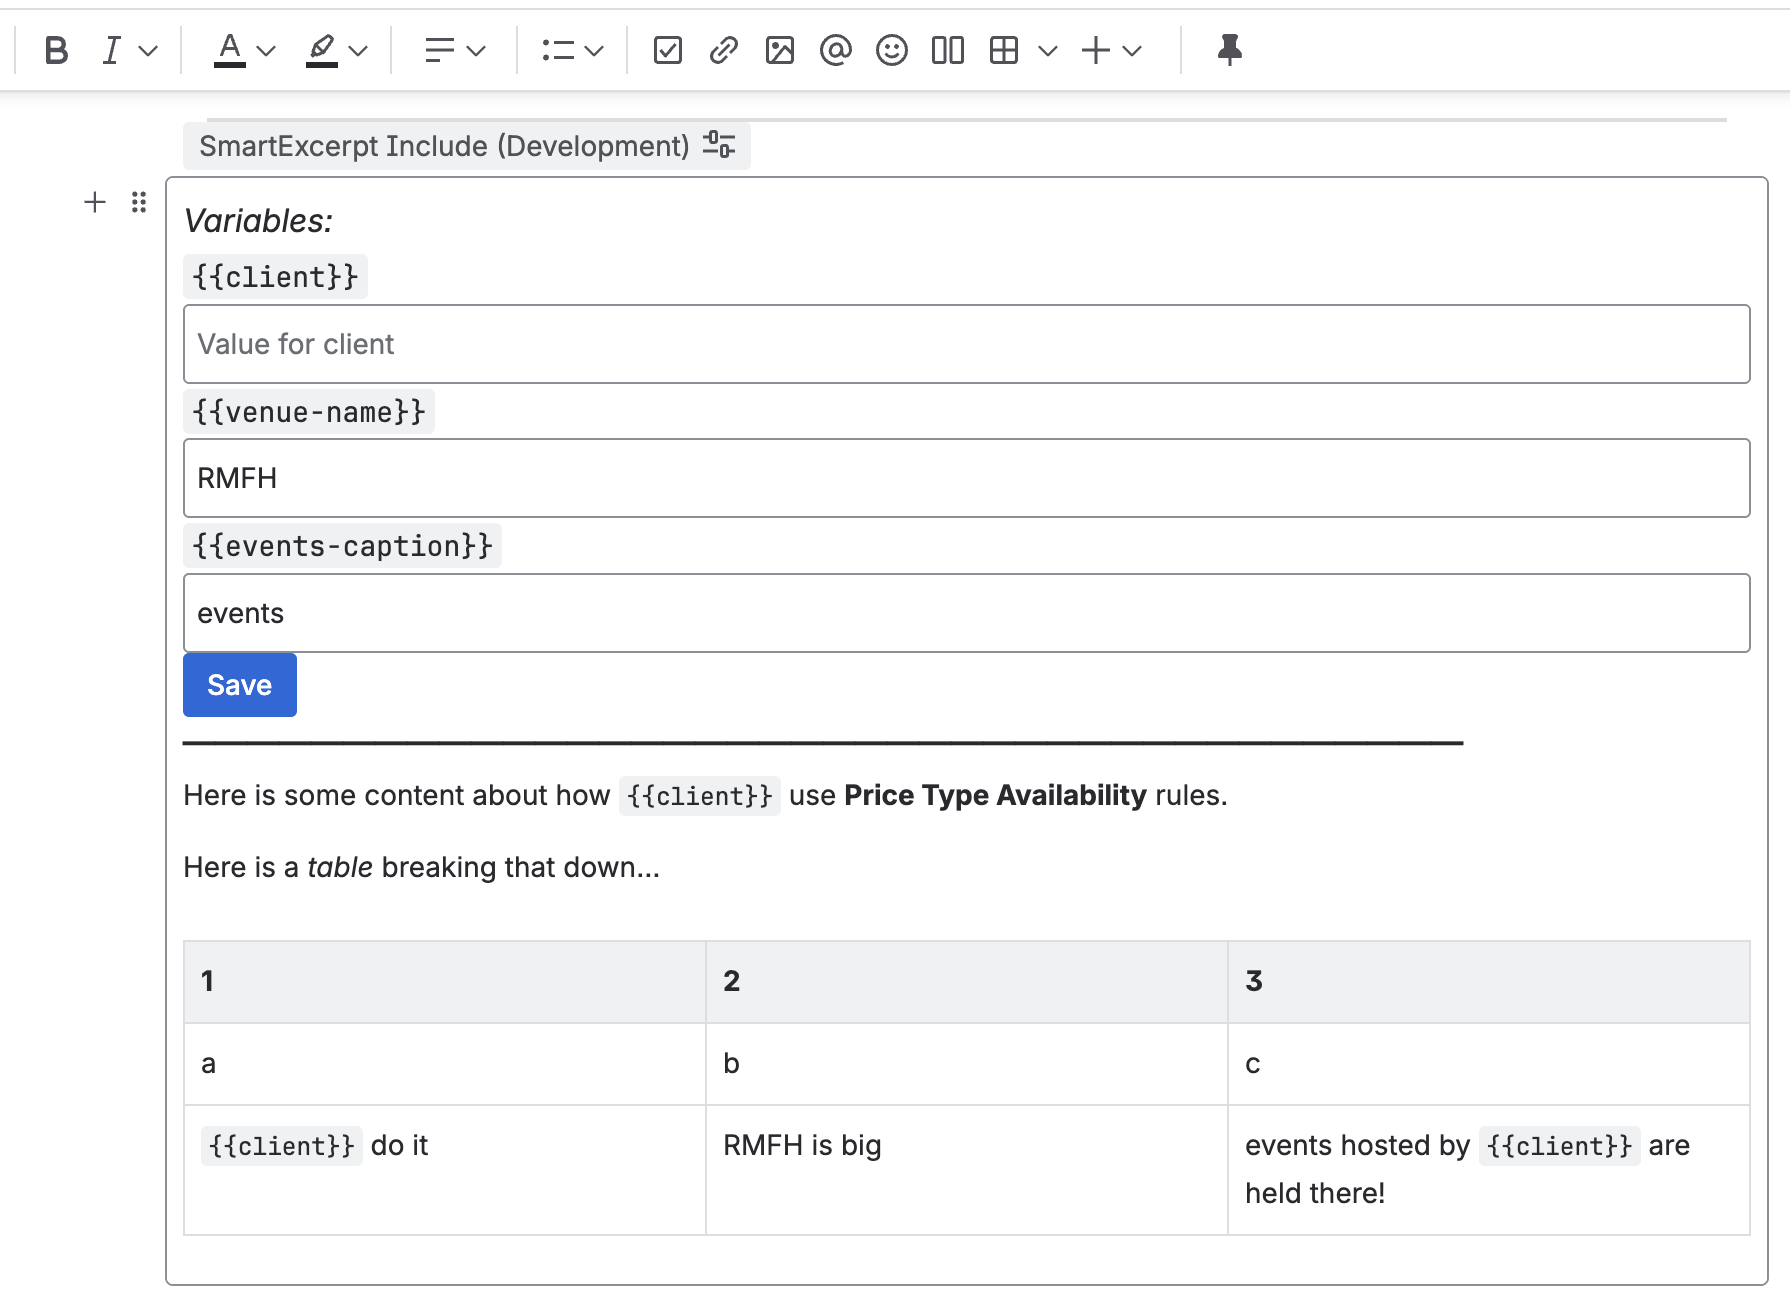 B I A
SmartExcerpt Include (Development)
Variables:
{{client}}
Value for client
{{venue-name}}
RMFH
{{events-caption}}
events
Save
Here is some content about how {{client}} use Price Type Availability rules.
Here is a table breaking that down...
1 2 3
a b c
{{client}} do it RMFH is big events hosted by {{client}} are
held there!